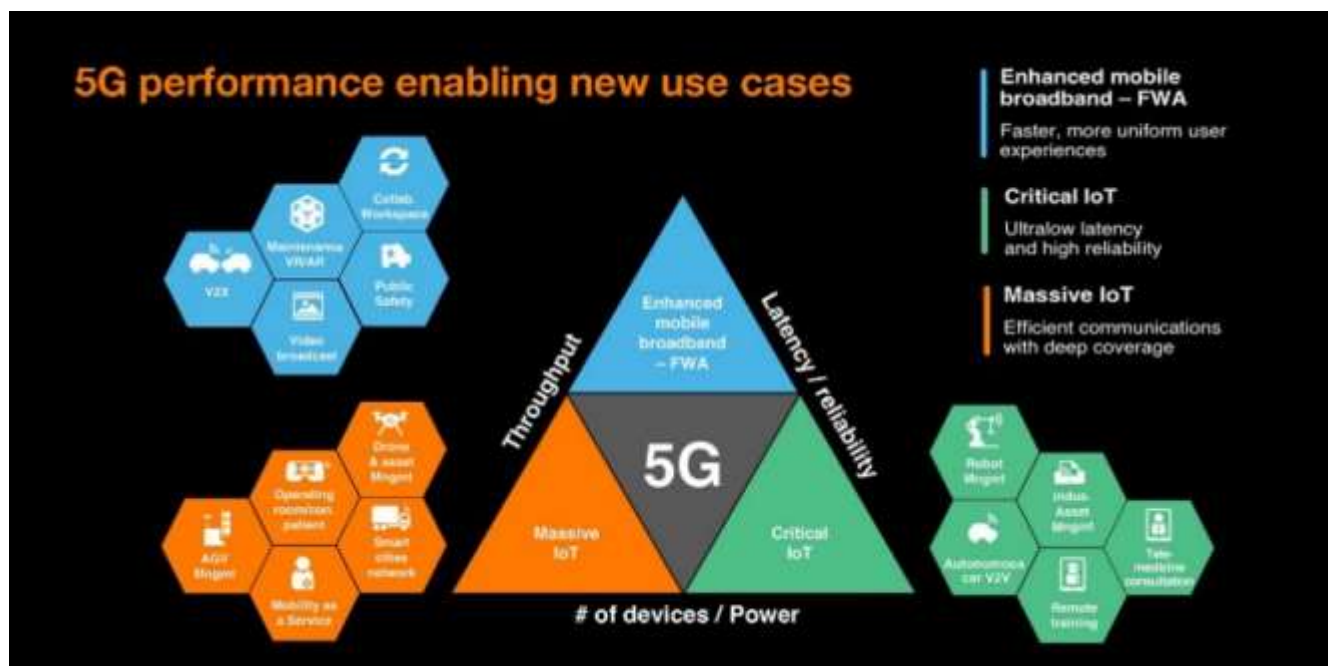 5G performance enabling new use cases
Enhanced mobile
broadband – FWA
Faster, more uniform user
experiences
Critical IoT
Ultralow latency
and high reliability
Massive IoT
Efficient communications
with deep coverage
Collab
Workspace
Maintenance
VR/AR
V2X
Public
Safety
Video
broadcast
Enhanced
mobile
broadband
– FWA
Throughput
Latency / reliability
5G
Massive
IoT
Critical
IoT
# of devices / Power
Drone
& asset
Mngmt
Operating
patient
AGV
Mngmt
Smart
cities
network
Mobility as
a Service
Robot
Mngmt
Indus.
Asset
Mngmt
Autonomous
car V2V
Tele-
medicine
consultation
Remote
training